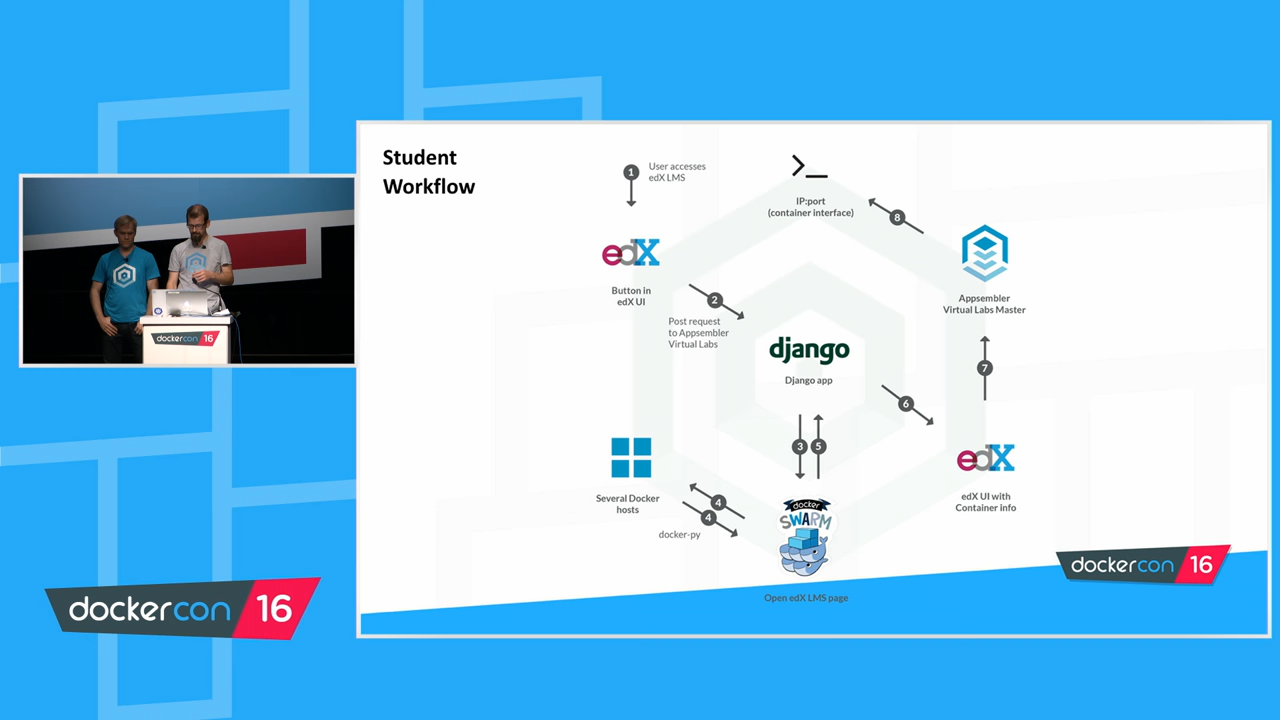 Student
Workflow
1
User accesses
edX LMS
>_
IP:port
(container interface)
8
edX
Button in
edX UI
2
Post request
to Appsembler
Virtual Labs
Appsembler
Virtual Labs Master
django
Django app
7
6
3
5
edX
edX UI with
Container info
Several Docker
hosts
4
4
docker-py
docker
SWARM
Open edX LMS page
dockercon 16
dockercon 16
dockercon 16